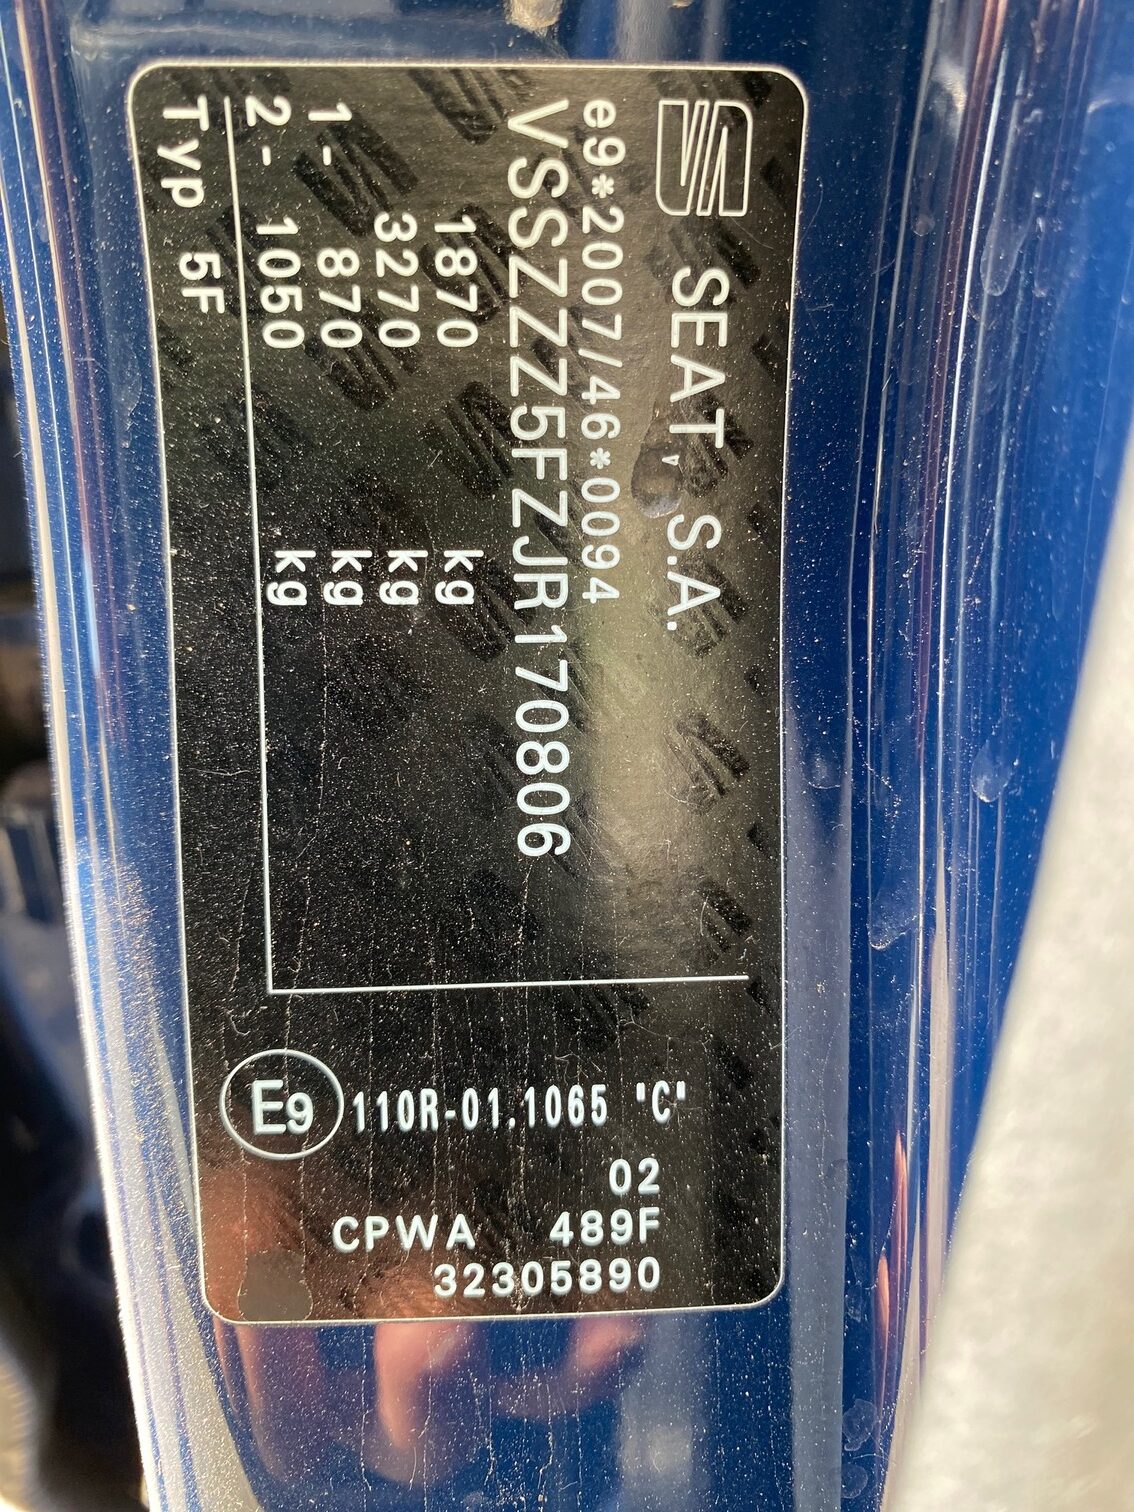 SEAT, S.A.
e9*2007/46*0094
VSSZZZ5FZJR170806
1870 kg
3270 kg
1- 870 kg
2- 1050 kg
Typ 5F
E9 110R-01.1065 "C"
02
CPWA 489F
32305890